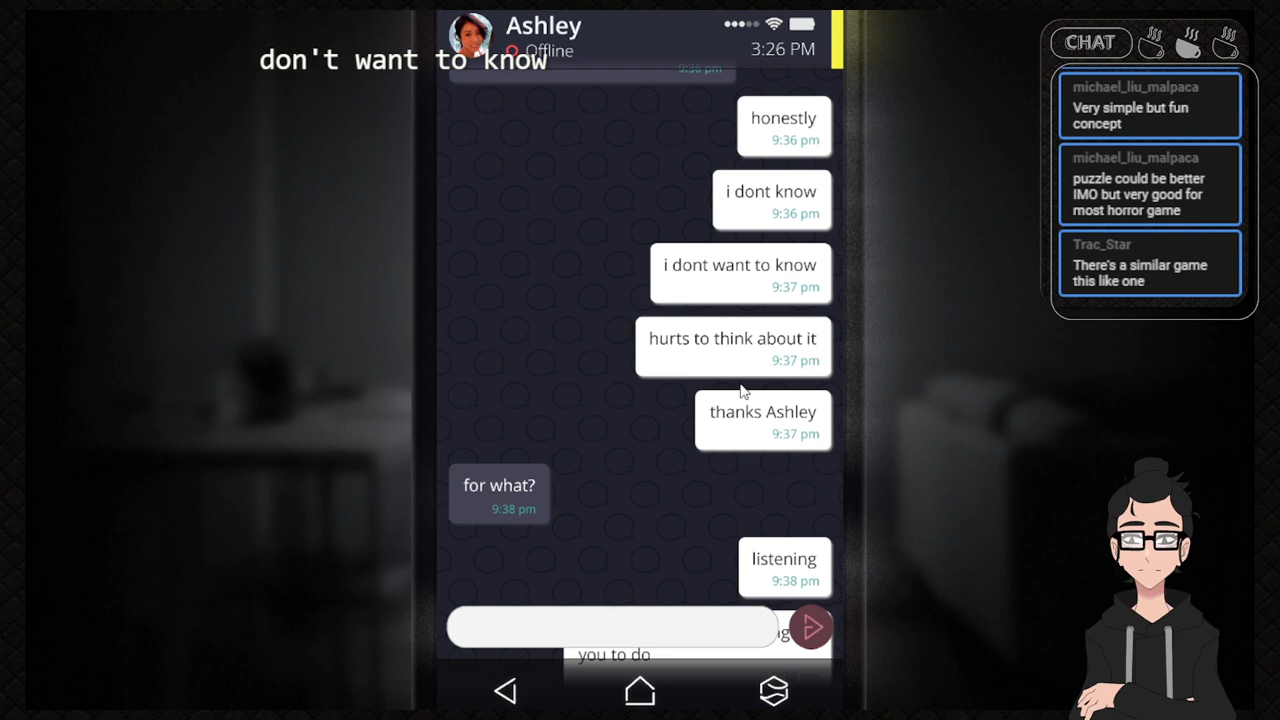 Ashley
Offline
3:26 PM
don't want to know
9:36 pm
honestly
9:36 pm
i dont know
9:36 pm
i dont want to know
9:37 pm
hurts to think about it
9:37 pm
thanks Ashley
9:37 pm
for what?
9:38 pm
listening
9:38 pm
you to do
CHAT
michael_liu_malpaca
Very simple but fun
concept
michael_liu_malpaca
puzzle could be better
IMO but very good for
most horror game
Trac_Star
There's a similar game
this like one